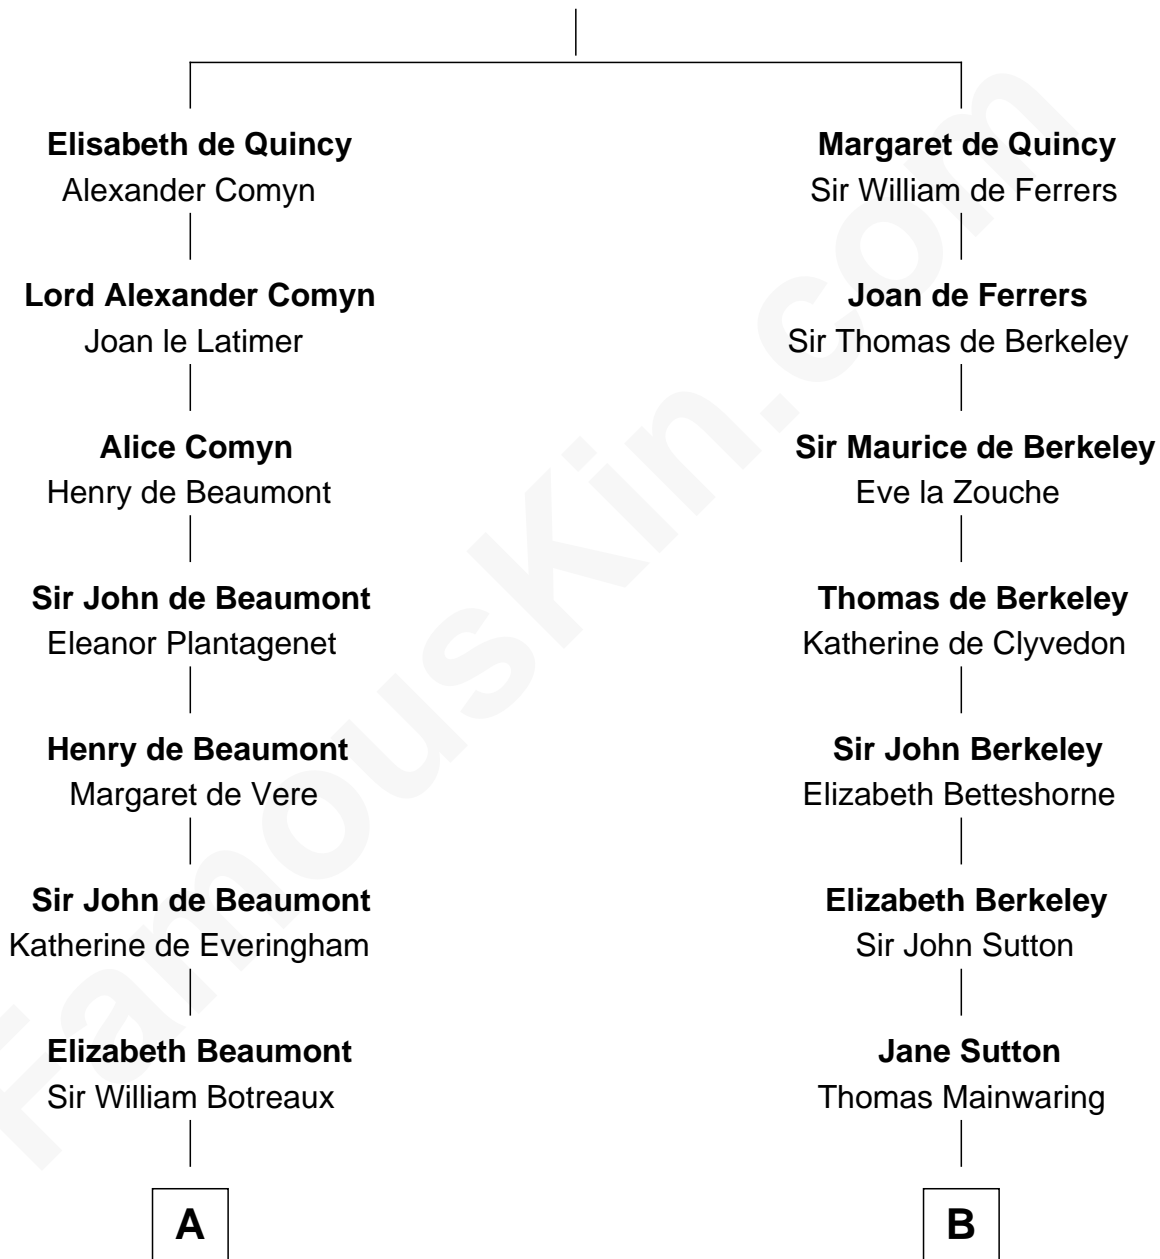 Elisabeth de Quincy
Alexander Comyn
Lord Alexander Comyn
Joan le Latimer
Alice Comyn
Henry de Beaumont
Sir John de Beaumont
Eleanor Plantagenet
Henry de Beaumont
Margaret de Vere
Sir John de Beaumont
Katherine de Everingham
Elizabeth Beaumont
Sir William Botreaux
A
Margaret de Quincy
Sir William de Ferrers
Joan de Ferrers
Sir Thomas de Berkeley
Sir Maurice de Berkeley
Eve la Zouche
Thomas de Berkeley
Katherine de Clyvedon
Sir John Berkeley
Elizabeth Betteshorne
Elizabeth Berkeley
Sir John Sutton
Jane Sutton
Thomas Mainwaring
B
FamousKin.com